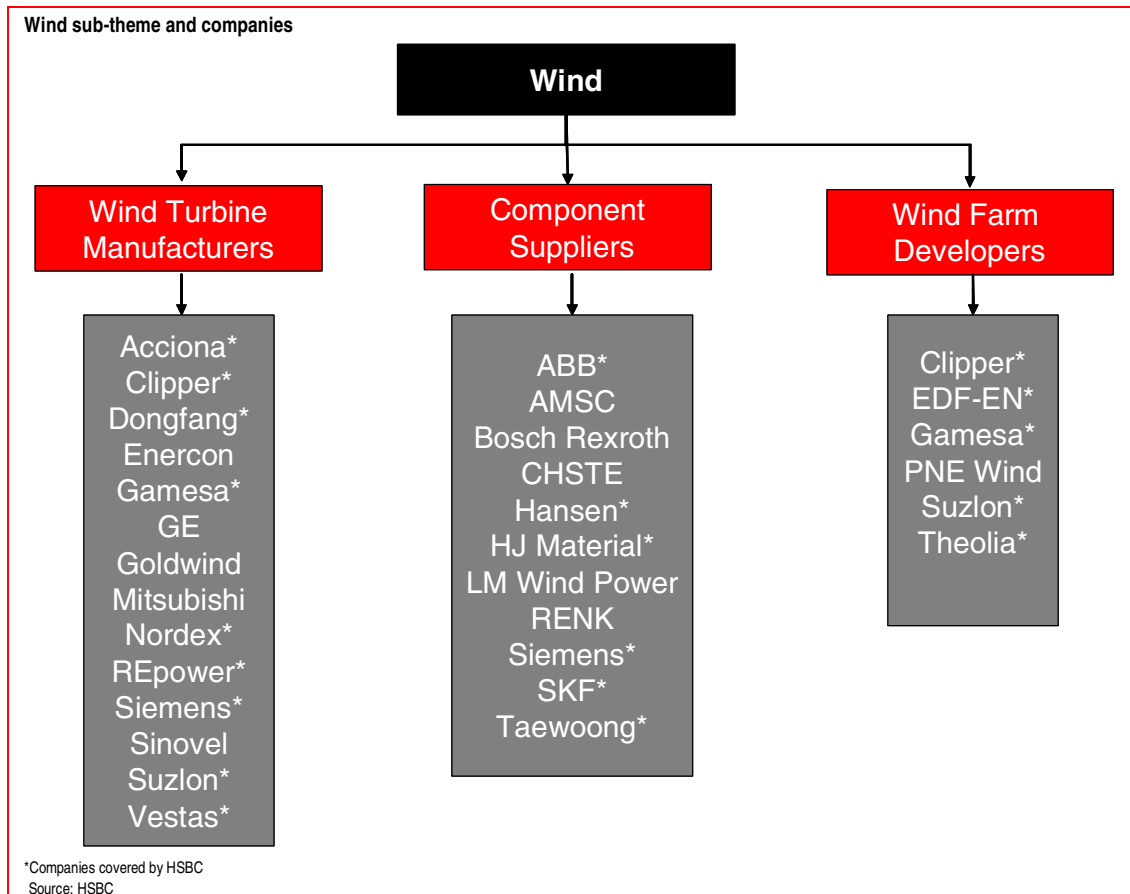 Wind sub-theme and companies
Wind
Wind Turbine
Manufacturers
Component
Suppliers
Wind Farm
Developers
Acciona*
Clipper*
Dongfang*
Enercon
Gamesa*
GE
Goldwind
Mitsubishi
Nordex*
REpower*
Siemens*
Sinovel
Suzlon*
Vestas*
ABB*
AMSC
Bosch Rexroth
CHSTE
Hansen*
HJ Material*
LM Wind Power
RENK
Siemens*
SKF*
Taewoong*
Clipper*
EDF-EN*
Gamesa*
PNE Wind
Suzlon*
Theolia*
*Companies covered by HSBC
Source: HSBC